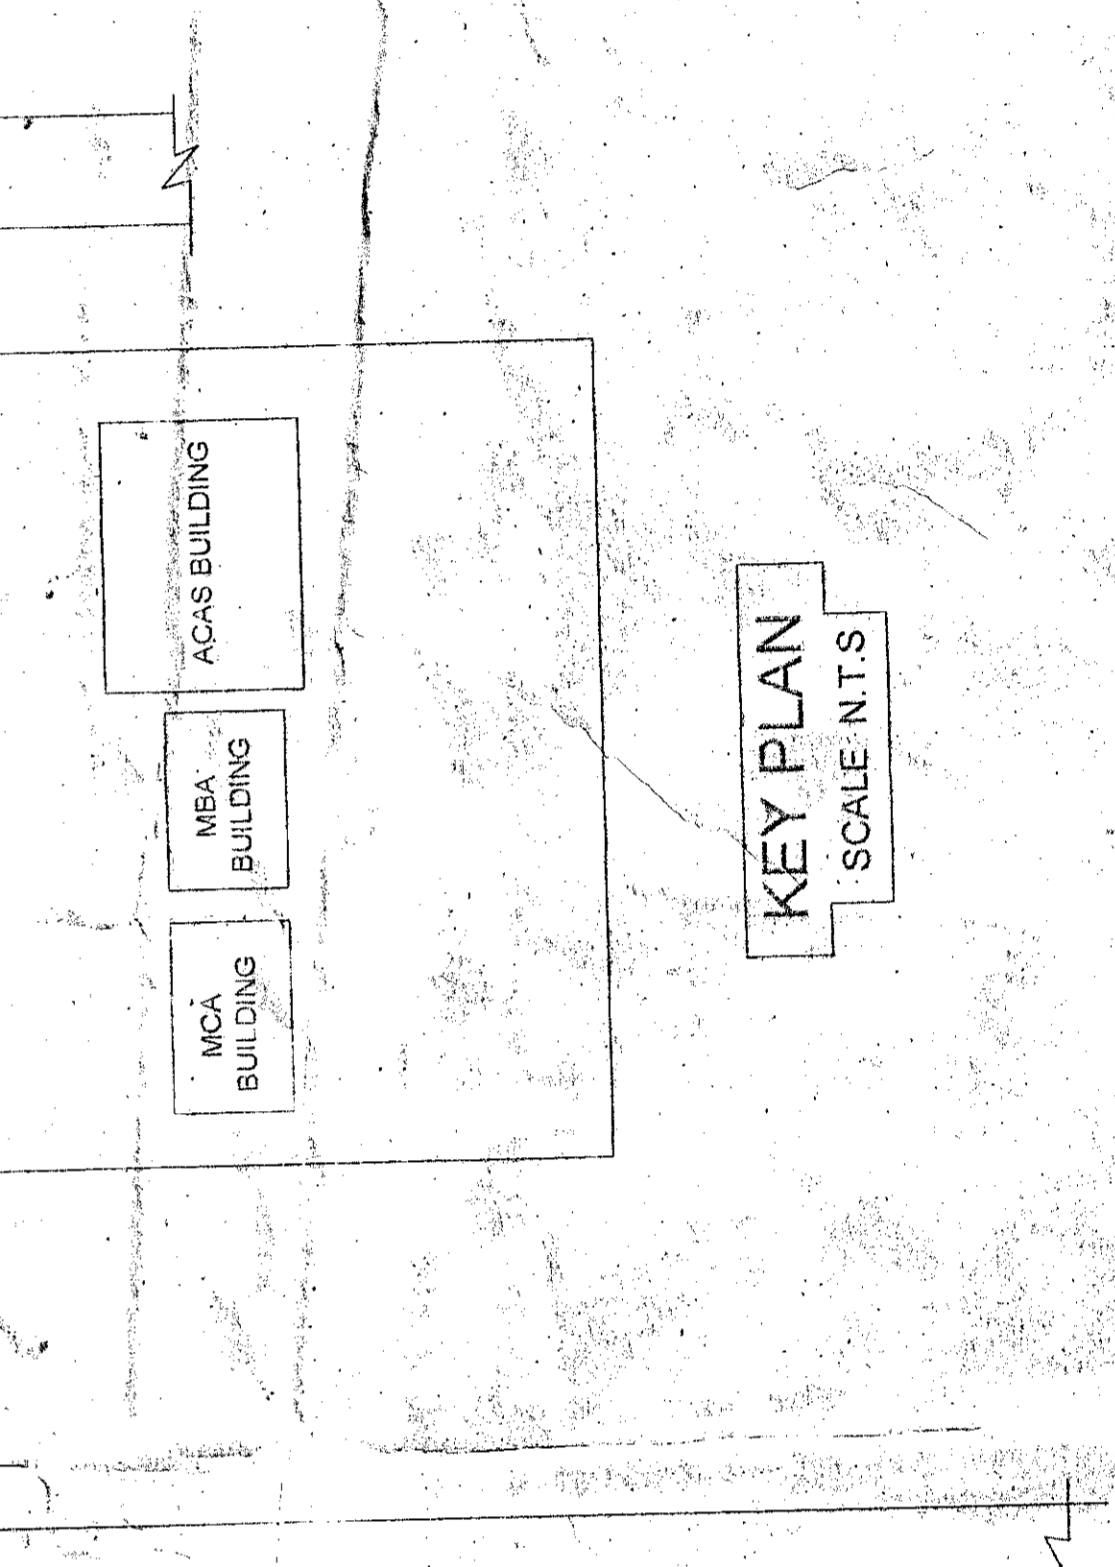 MCA
BUILDING
MBA
BUILDING
ACAS BUILDING
KEY PLAN
SCALE:N.T.S